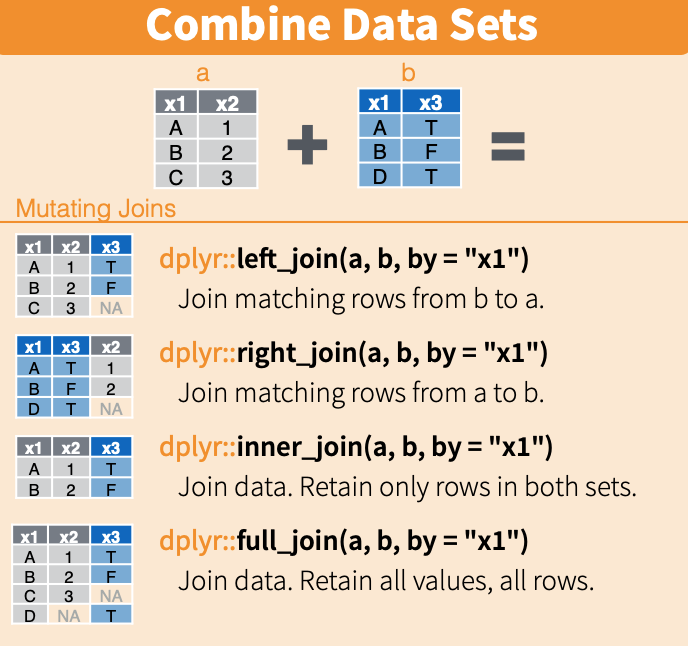 Combine Data Sets
a b
x1 x2 x1 x3
A 1 A T
B 2 + B F =
C 3 D T
Mutating Joins
x1 x2 x3
A 1 T
B 2 F
C 3 NA
dplyr::left_join(a, b, by = "x1")
Join matching rows from b to a.
x1 x3 x2
A T 1
B F 2
D T NA
dplyr::right_join(a, b, by = "x1")
Join matching rows from a to b.
x1 x2 x3
A 1 T
B 2 F
dplyr::inner_join(a, b, by = "x1")
Join data. Retain only rows in both sets.
x1 x2 x3
A 1 T
B 2 F
C 3 NA
D NA T
dplyr::full_join(a, b, by = "x1")
Join data. Retain all values, all rows.